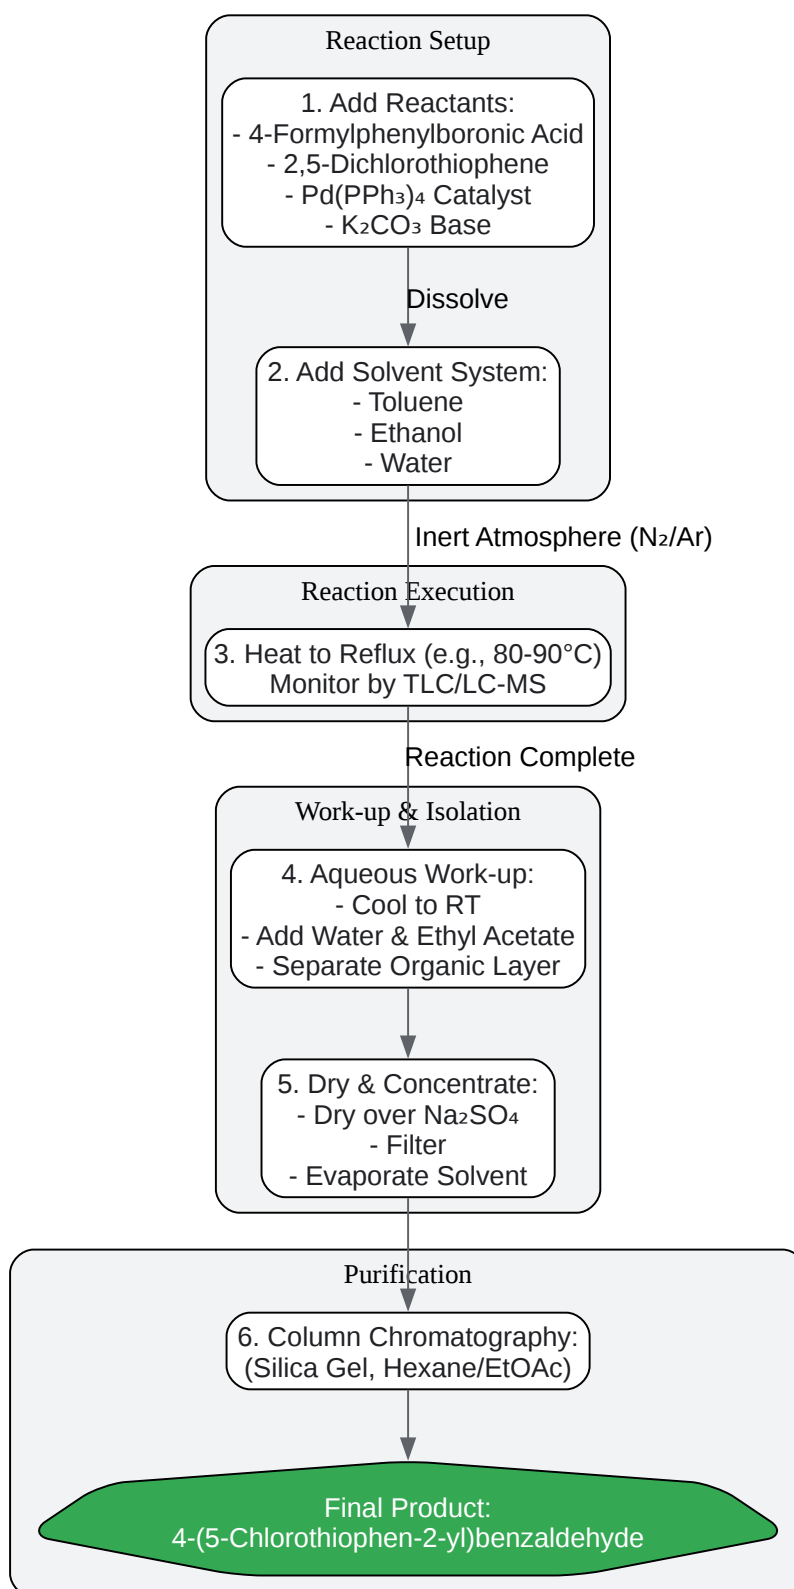 Reaction Setup
1. Add Reactants:
- 4-Formylphenylboronic Acid
- 2,5-Dichlorothiophene
- Pd(PPh₃)₄ Catalyst
- K₂CO₃ Base
Dissolve
2. Add Solvent System:
- Toluene
- Ethanol
- Water
Inert Atmosphere (N₂/Ar)
Reaction Execution
3. Heat to Reflux (e.g., 80-90°C)
Monitor by TLC/LC-MS
Reaction Complete
Work-up & Isolation
4. Aqueous Work-up:
- Cool to RT
- Add Water & Ethyl Acetate
- Separate Organic Layer
5. Dry & Concentrate:
- Dry over Na₂SO₄
- Filter
- Evaporate Solvent
Purification
6. Column Chromatography:
(Silica Gel, Hexane/EtOAc)
Final Product:
4-(5-Chlorothiophen-2-yl)benzaldehyde